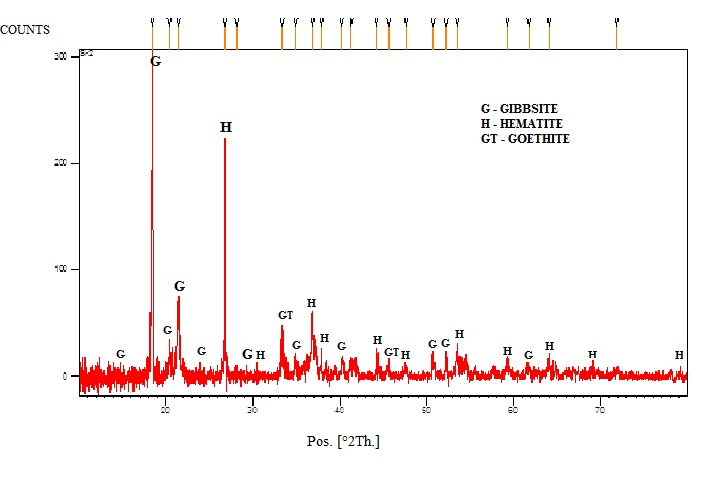 COUNTS
300
G
G - GIBBSITE
H - HEMATITE
GT - GOETHITE
H
200
100
G
H
GT
G
G
G
G H
G
H
G
H
GT
H
G
G
H
H
G
H
H
H
0
20
30
40
50
60
70
Pos. [°2Th.]